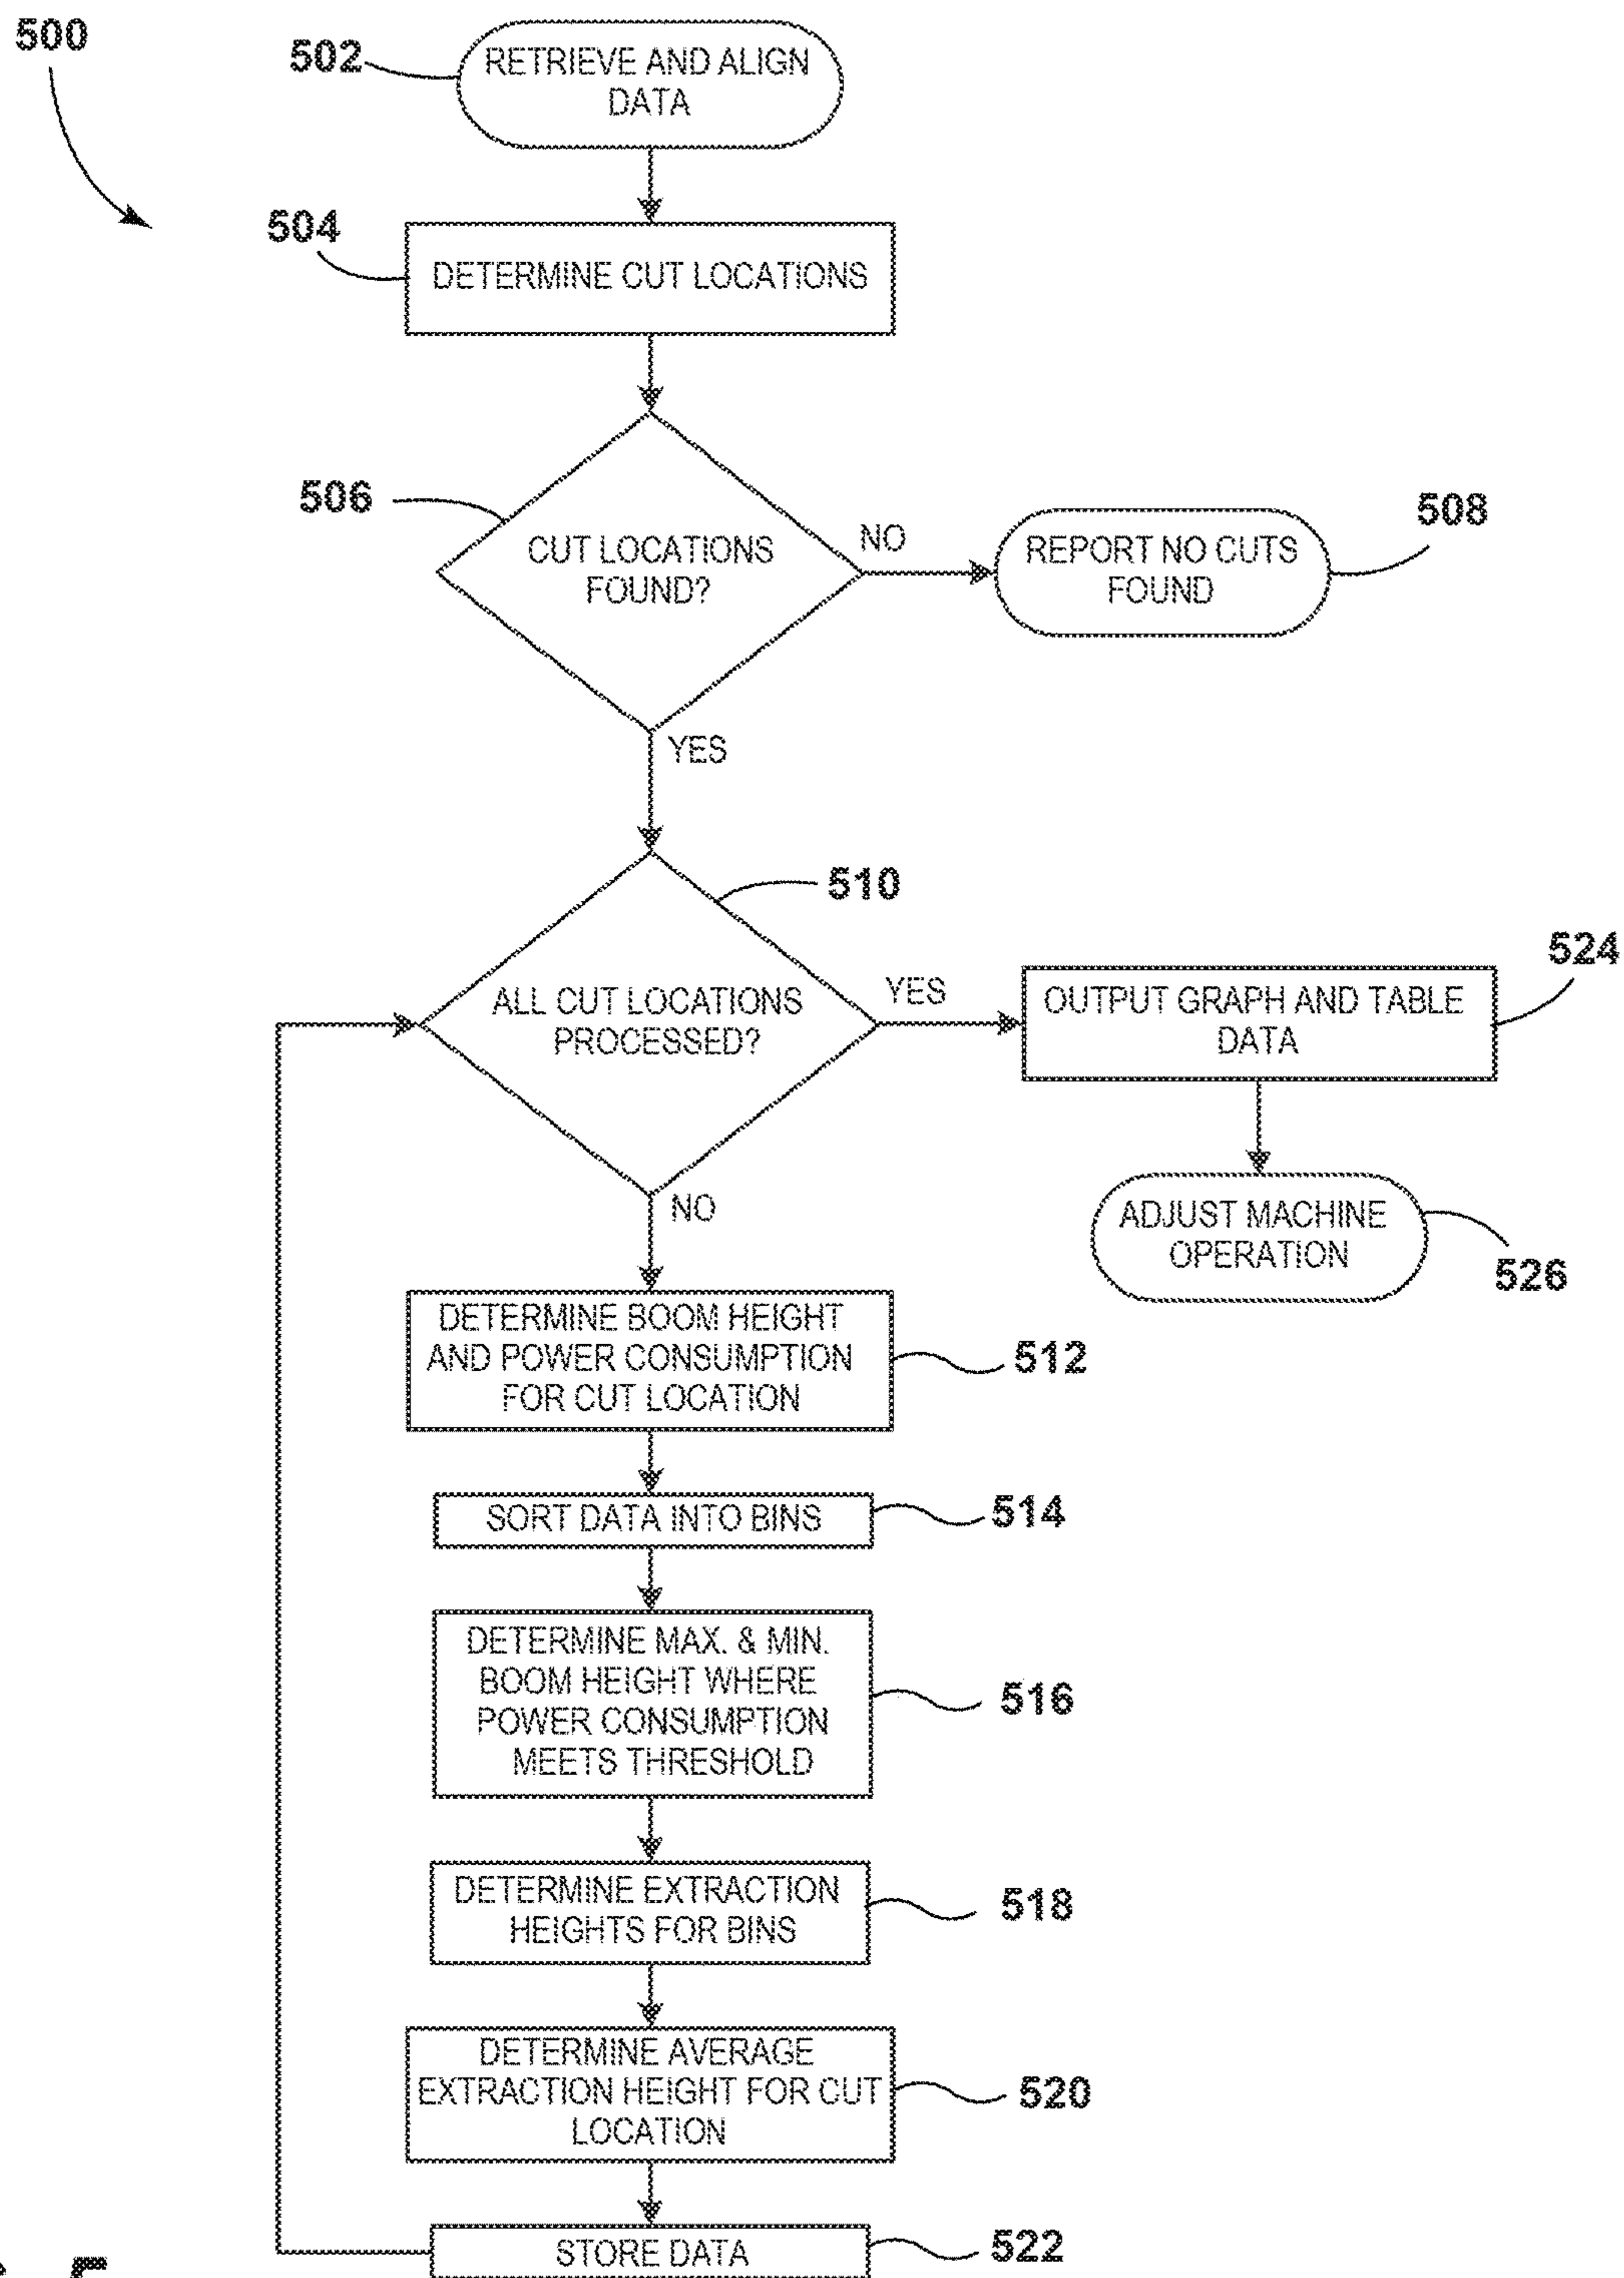 500
502
RETRIEVE AND ALIGN
DATA
504
DETERMINE CUT LOCATIONS
506
CUT LOCATIONS
FOUND?
NO
508
REPORT NO CUTS
FOUND
YES
510
ALL CUT LOCATIONS
PROCESSED?
YES
524
OUTPUT GRAPH AND TABLE
DATA
ADJUST MACHINE
OPERATION
526
NO
DETERMINE BOOM HEIGHT
AND POWER CONSUMPTION
FOR CUT LOCATION
512
SORT DATA INTO BINS
514
DETERMINE MAX. & MIN.
BOOM HEIGHT WHERE
POWER CONSUMPTION
MEETS THRESHOLD
516
DETERMINE EXTRACTION
HEIGHTS FOR BINS
518
DETERMINE AVERAGE
EXTRACTION HEIGHT FOR CUT
LOCATION
520
STORE DATA
522